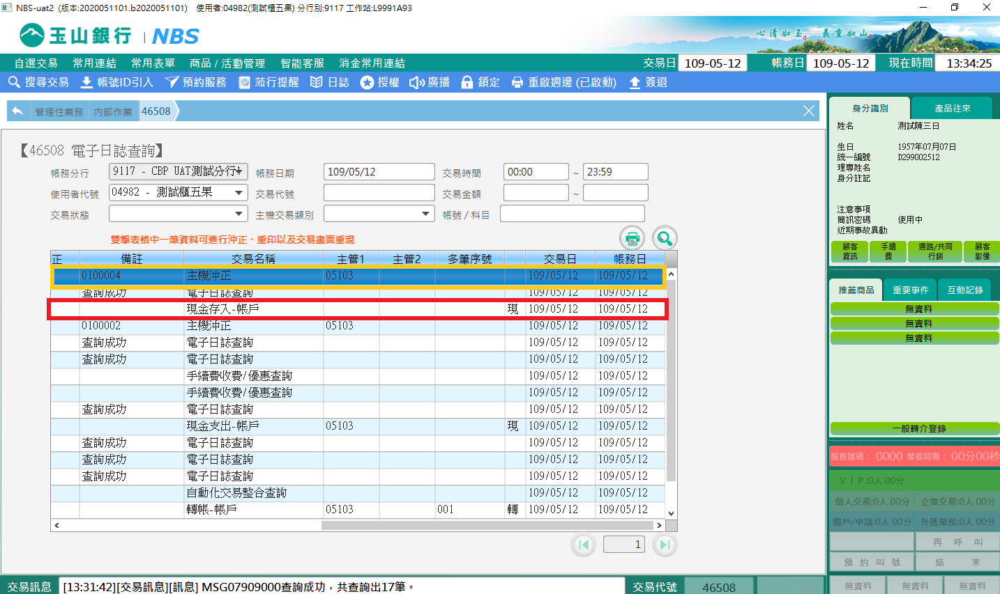 NBS-uat2 (版本:2020051101.b2020051101) 使用者:04982(測試櫃五果) 分行別:9117 工作站:L9991A93
玉山銀行 NBS
心清如玉。義重如山。
自選交易 常用連結 常用表單 商品/活動管理 智能客服 消金常用連結 交易日 109-05-12 帳務日 109-05-12 現在時間 13:34:25
搜尋交易 帳號ID引入 預約服務 蒞行提醒 日誌 授權 廣播 鎖定 重啟週邊 (已啟動) 簽退
管理性業務 內部作業 46508
【46508 電子日誌查詢】
帳務分行 9117 - CBP UAT測試分行 帳務日期 109/05/12 交易時間 00:00 ~ 23:59
使用者代號 04982 - 測試櫃五果 交易代號 交易金額 ~
交易狀態 主機交易類別 帳號/科目
雙擊表格中一筆資料可進行沖正、重印以及交易畫面重現
正 備註 交易名稱 主管1 主管2 多筆序號 交易日 帳務日
0100004 主機沖正 05103 109/05/12 109/05/12
查詢成功 電子日誌查詢 109/05/12 109/05/12
現金存入-帳戶 現 109/05/12 109/05/12
0100002 主機沖正 05103 109/05/12 109/05/12
查詢成功 電子日誌查詢 109/05/12 109/05/12
查詢成功 電子日誌查詢 109/05/12 109/05/12
手續費收費/優惠查詢 109/05/12 109/05/12
手續費收費/優惠查詢 109/05/12 109/05/12
查詢成功 電子日誌查詢 109/05/12 109/05/12
現金支出-帳戶 05103 現 109/05/12 109/05/12
查詢成功 電子日誌查詢 109/05/12 109/05/12
查詢成功 電子日誌查詢 109/05/12 109/05/12
查詢成功 電子日誌查詢 109/05/12 109/05/12
自動化交易整合查詢 109/05/12 109/05/12
轉帳-帳戶 05103 001 轉 109/05/12 109/05/12
1
交易訊息 [13:31:42][交易訊息][訊息] MSG07909000查詢成功，共查詢出17筆。 交易代號 46508
身分識別 產品往來
姓名 測試陳三日
生日 1957年07月07日
統一編號 D299002512
理專姓名
身分註記
注意事項
簡訊密碼 使用中
近期事故異動
顧客資訊 手續費 通路/共同行銷 顧客影像
推薦商品 重要事件 互動記錄
無資料
無資料
無資料
一般轉介登錄
服務號碼： 0000 等候時間： 00分00秒
ＶＩＰ:0人 00分
個人交易:0人 00分 企業交易:0人 00分
開戶/申請:0人 00分 外匯業務:0人 00分
再 呼 叫
預 約 叫 號 結 束
無資料 無資料 無資料